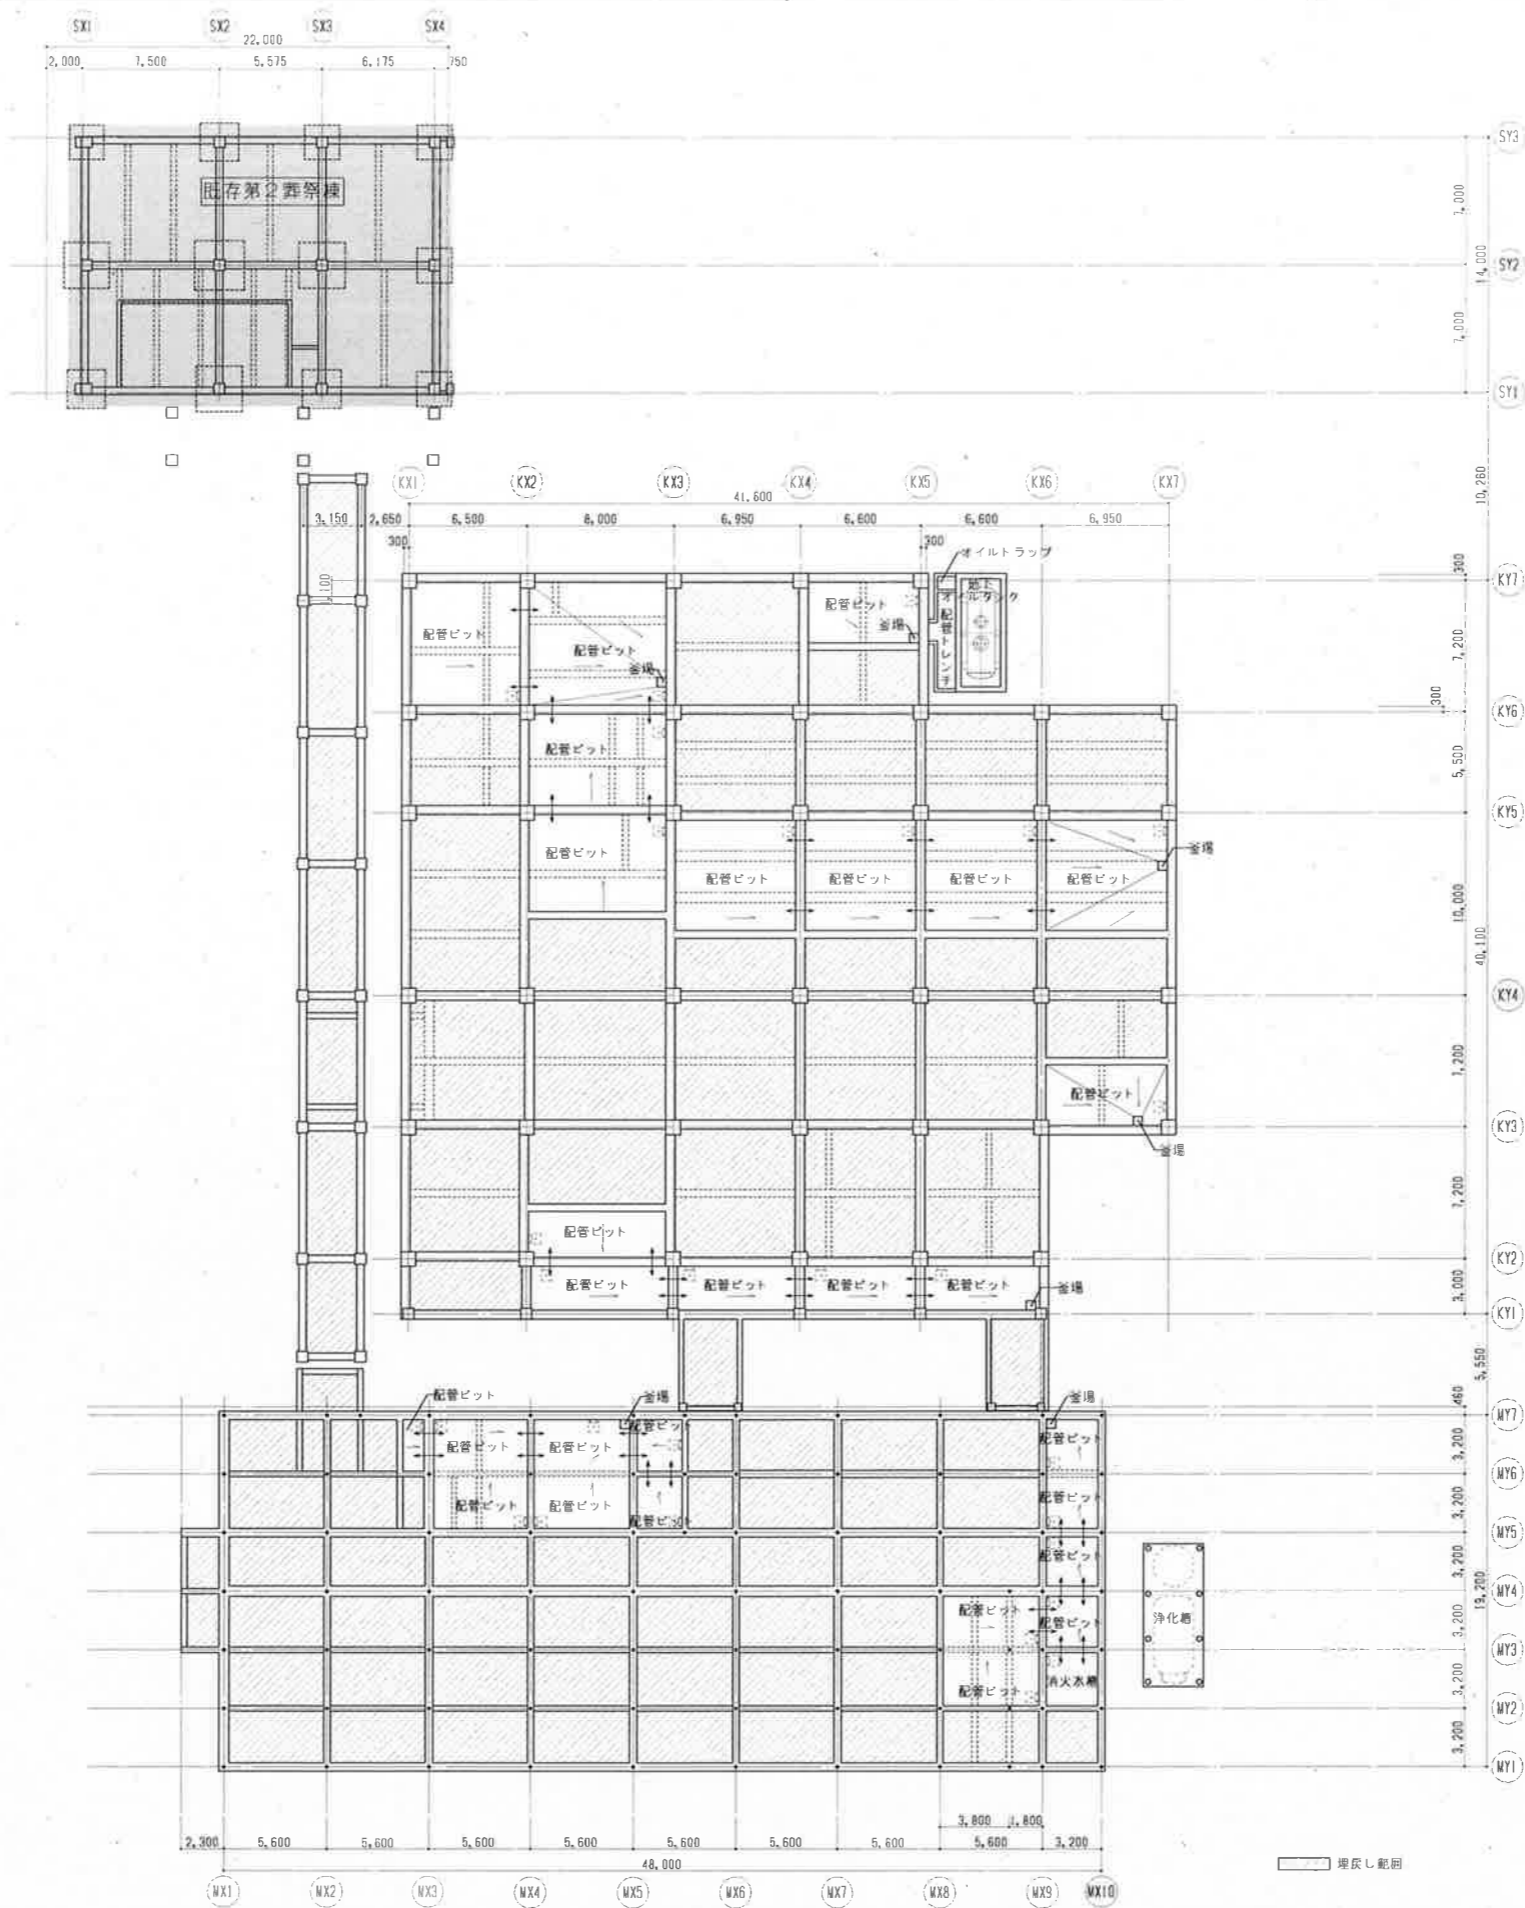 SX1 SX2 SX3 SX4
22,000
2,000 7,500 5,575 6,175 750
SY3
既存第2葬祭棟
7,000
14,000
SY2
7,000
SY1
10,260
KX1 KX2 KX3 KX4 KX5 KX6 KX7
41,600
3,150 2,650 6,500 8,000 6,950 6,600 6,600 6,950
300 300
オイルトラップ
300
KY7
地下
オイルタンク
配管トレンチ
1,100
配管ピット
配管ピット
釜場
配管ピット
釜場
7,200
300
KY6
配管ピット
5,500
KY5
配管ピット
釜場
配管ピット 配管ピット 配管ピット 配管ピット
10,000
40,100
KY4
7,200
配管ピット
KY3
釜場
7,200
配管ピット
KY2
配管ピット 配管ピット 配管ピット 配管ピット
釜場
3,000
KY1
5,550
460
配管ピット
釜場
釜場
MY7
配管ピット
配管ピット 配管ピット
配管ピット
3,200
MY6
配管ピット 配管ピット
配管ピット
配管ピット
3,200
MY5
配管ピット
3,200
MY4
19,200
配管ピット
配管ピット
浄化槽
3,200
MY3
消火水槽
配管ピット
3,200
MY2
3,200
MY1
3,800 1,800
2,300 5,600 5,600 5,600 5,600 5,600 5,600 5,600 5,600 3,200
48,000
埋戻し範囲
MX1 MX2 MX3 MX4 MX5 MX6 MX7 MX8 MX9 MX10